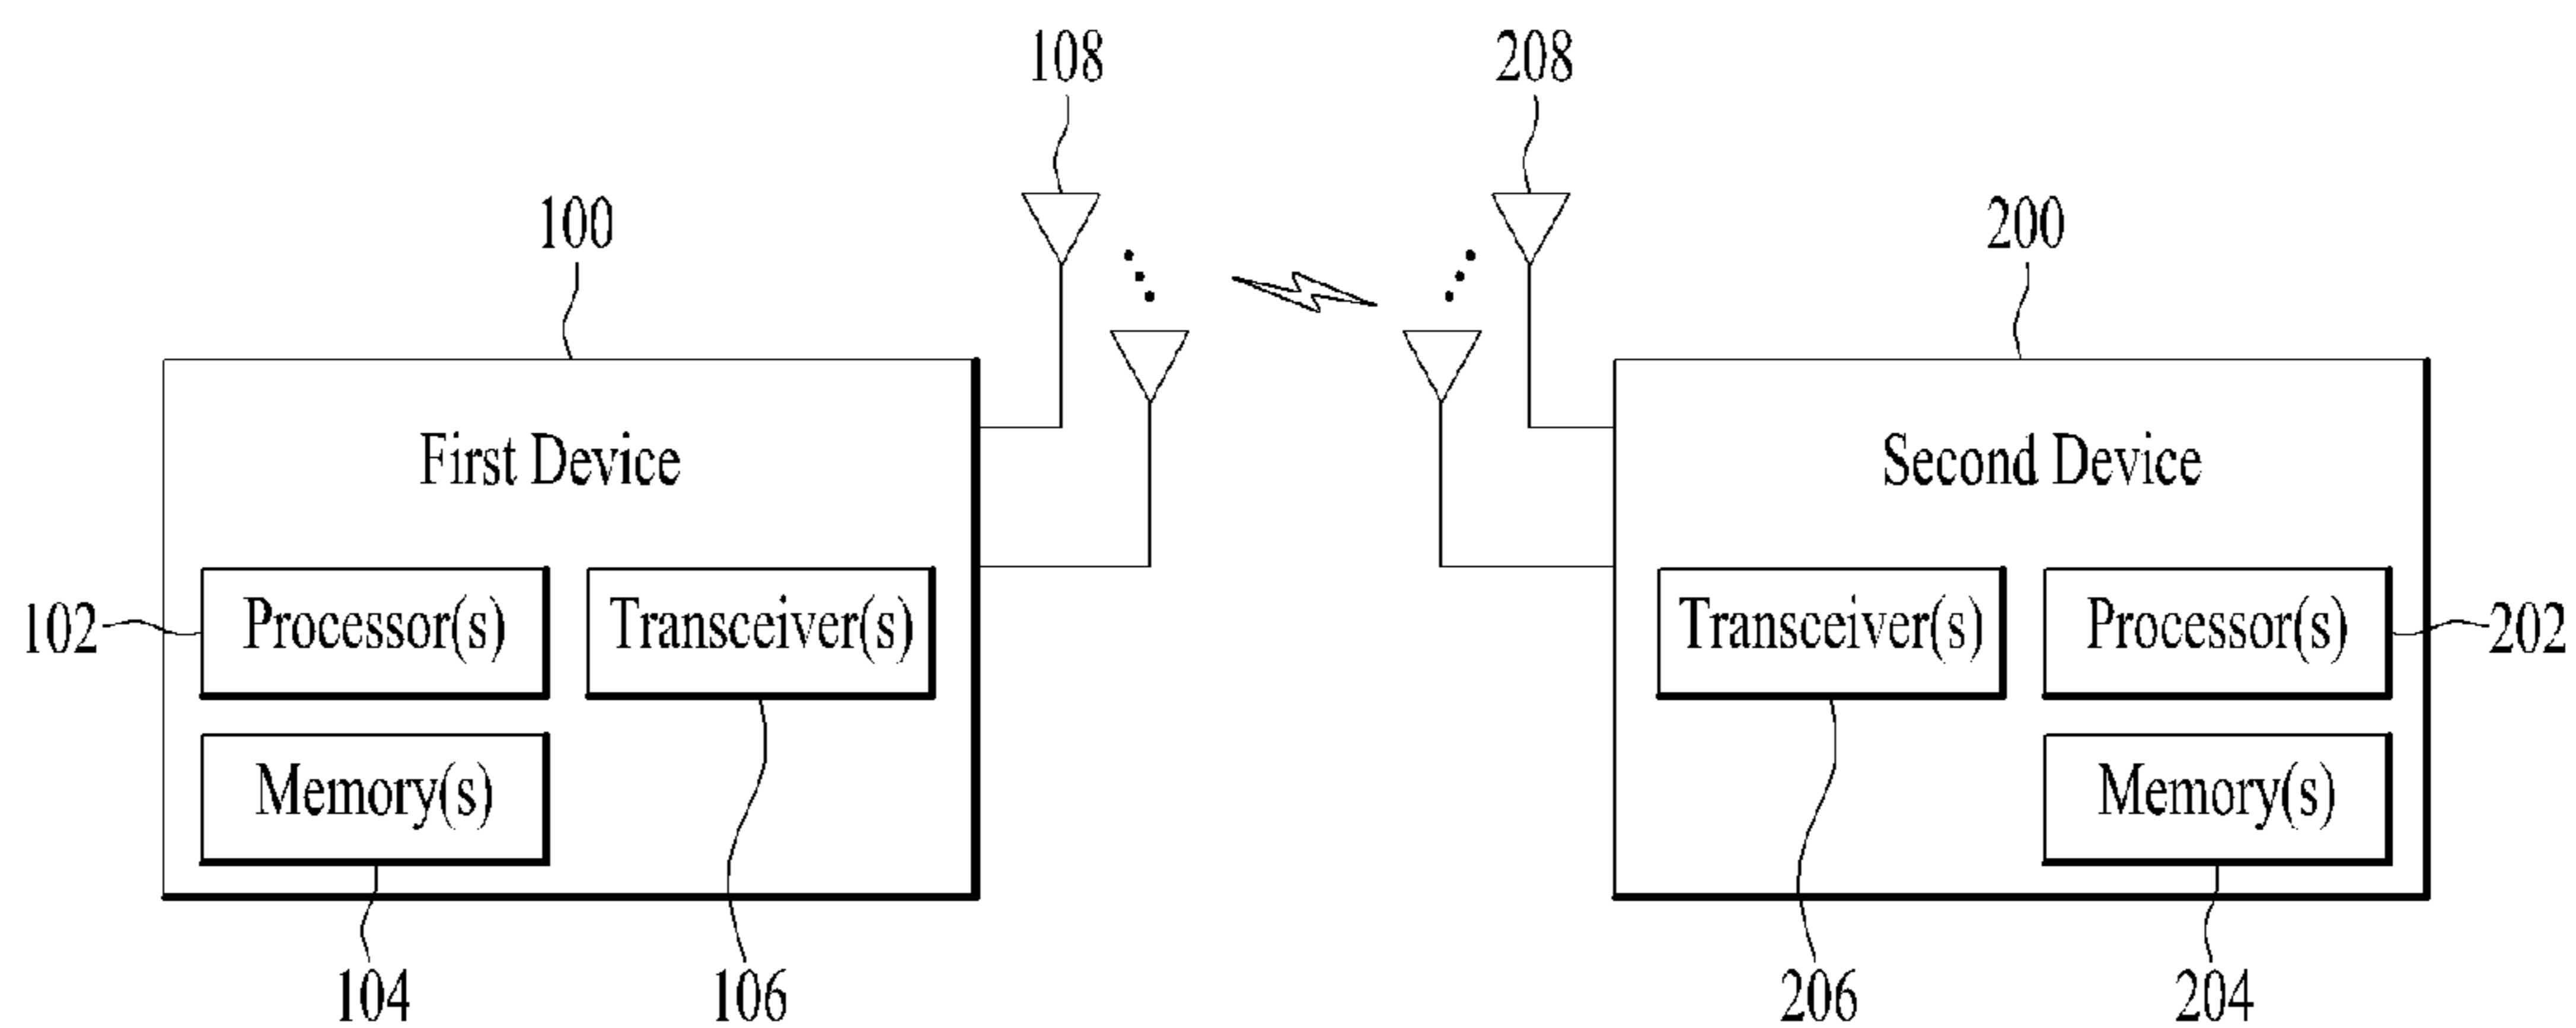 108 208
100 200
First Device Second Device
102 Processor(s) Transceiver(s) Transceiver(s) Processor(s) 202
Memory(s) Memory(s)
104 106 206 204